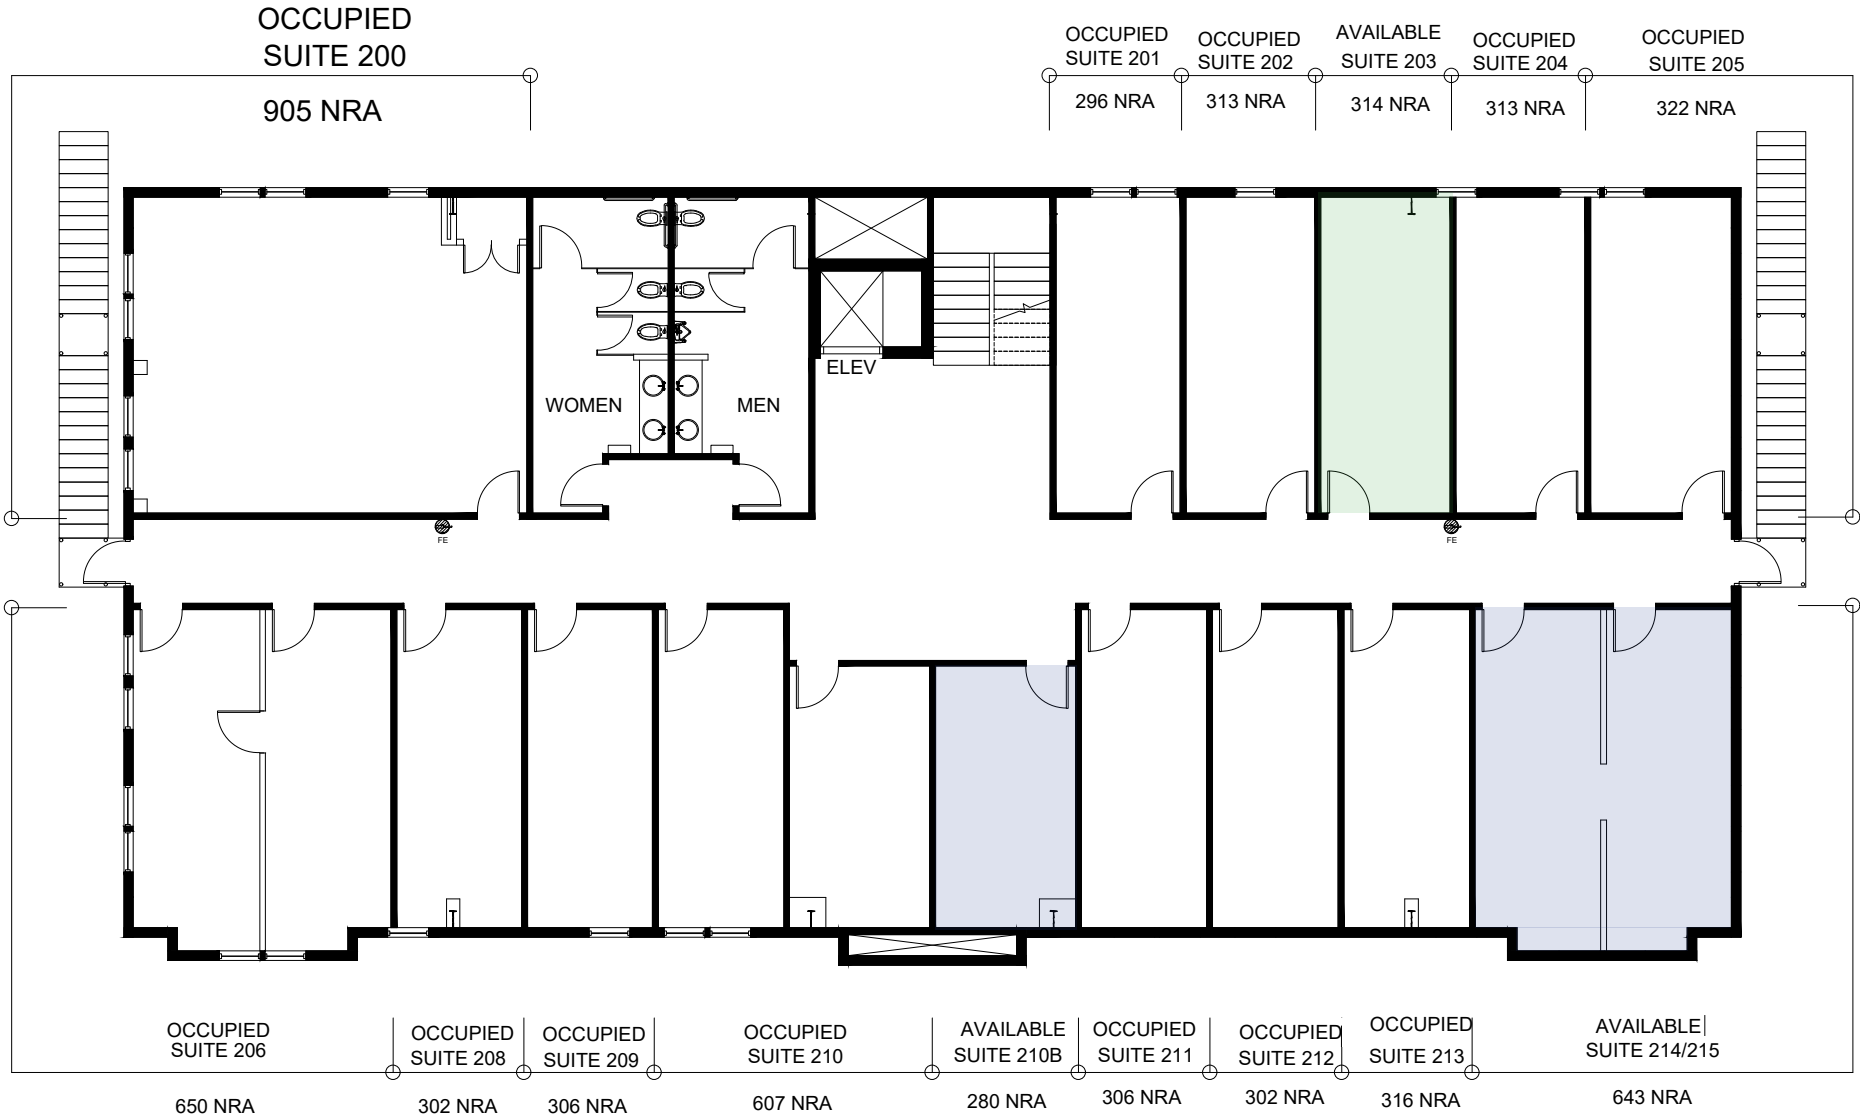 OCCUPIED
SUITE 200
905 NRA
OCCUPIED
SUITE 201
296 NRA
OCCUPIED
SUITE 202
313 NRA
AVAILABLE
SUITE 203
314 NRA
OCCUPIED
SUITE 204
313 NRA
OCCUPIED
SUITE 205
322 NRA
ELEV
WOMEN
MEN
FE
FE
OCCUPIED
SUITE 206
650 NRA
OCCUPIED
SUITE 208
302 NRA
OCCUPIED
SUITE 209
306 NRA
OCCUPIED
SUITE 210
607 NRA
AVAILABLE
SUITE 210B
280 NRA
OCCUPIED
SUITE 211
306 NRA
OCCUPIED
SUITE 212
302 NRA
OCCUPIED
SUITE 213
316 NRA
AVAILABLE
SUITE 214/215
643 NRA